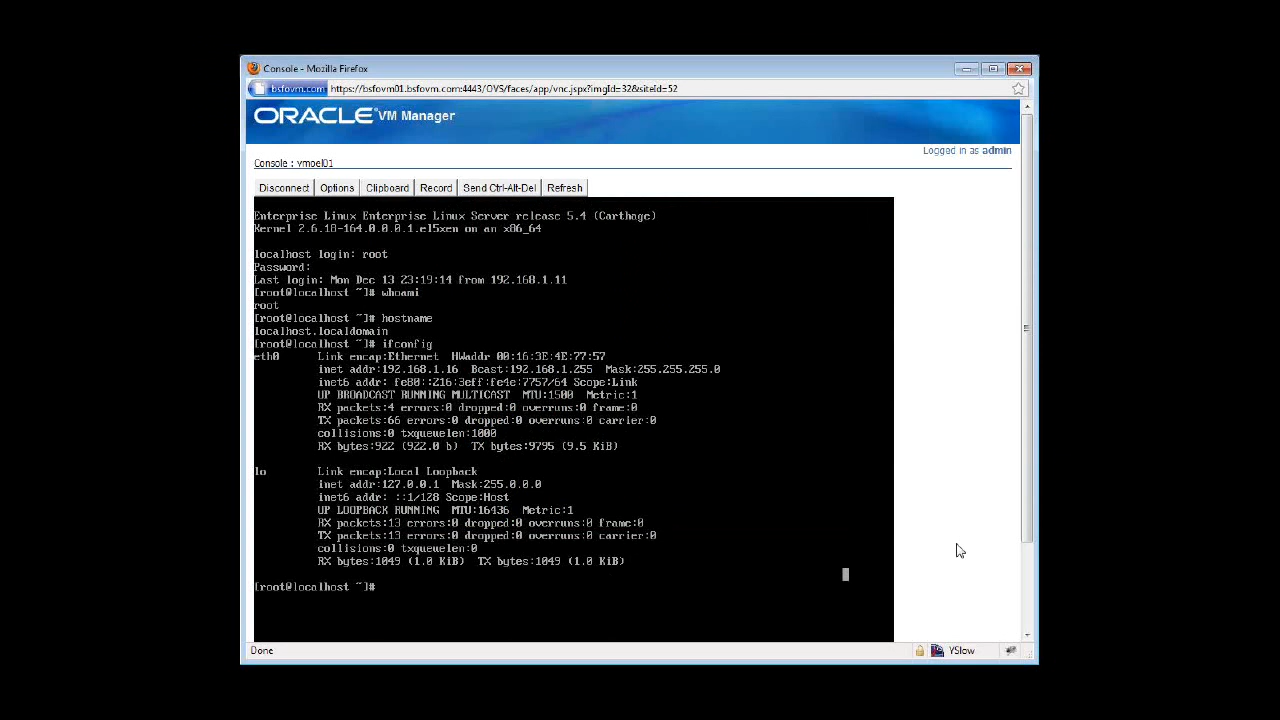 Console - Mozilla Firefox
bsfovm.com https://bsfovm01.bsfovm.com:4443/OVS/faces/app/vnc.jspx?imgId=32&siteId=52
ORACLE VM Manager
Logged in as admin
Console : vmoel01
Disconnect Options Clipboard Record Send Ctrl-Alt-Del Refresh
Enterprise Linux Enterprise Linux Server release 5.4 (Carthage)
Kernel 2.6.18-164.0.0.0.1.el5xen on an x86_64
localhost login: root
Password:
Last login: Mon Dec 13 23:19:14 from 192.168.1.11
[root@localhost ~]# whoami
root
[root@localhost ~]# hostname
localhost.localdomain
[root@localhost ~]# ifconfig
eth0 Link encap:Ethernet HWaddr 00:16:3E:4E:77:57
inet addr:192.168.1.16 Bcast:192.168.1.255 Mask:255.255.255.0
inet6 addr: fe80::216:3eff:fe4e:7757/64 Scope:Link
UP BROADCAST RUNNING MULTICAST MTU:1500 Metric:1
RX packets:4 errors:0 dropped:0 overruns:0 frame:0
TX packets:66 errors:0 dropped:0 overruns:0 carrier:0
collisions:0 txqueuelen:1000
RX bytes:922 (922.0 b) TX bytes:9795 (9.5 KiB)
lo Link encap:Local Loopback
inet addr:127.0.0.1 Mask:255.0.0.0
inet6 addr: ::1/128 Scope:Host
UP LOOPBACK RUNNING MTU:16436 Metric:1
RX packets:13 errors:0 dropped:0 overruns:0 frame:0
TX packets:13 errors:0 dropped:0 overruns:0 carrier:0
collisions:0 txqueuelen:0
RX bytes:1049 (1.0 KiB) TX bytes:1049 (1.0 KiB)
[root@localhost ~]#
Done YSlow